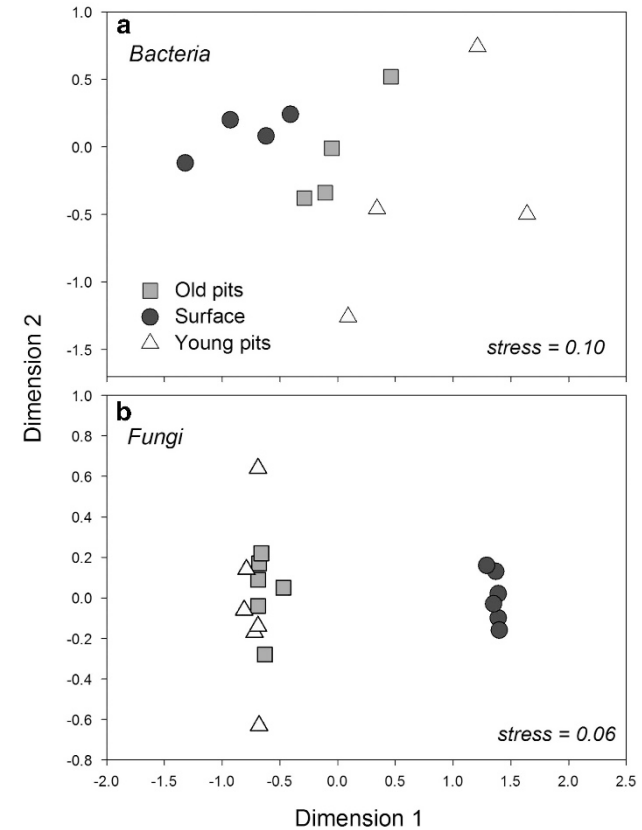 a
Bacteria
1.0
0.5
0.0
-0.5
-1.0
-1.5
Old pits
Surface
Young pits
stress = 0.10
Dimension 2
b
Fungi
1.0
0.8
0.6
0.4
0.2
0.0
-0.2
-0.4
-0.6
-0.8
stress = 0.06
-2.0 -1.5 -1.0 -0.5 0.0 0.5 1.0 1.5 2.0 2.5
Dimension 1